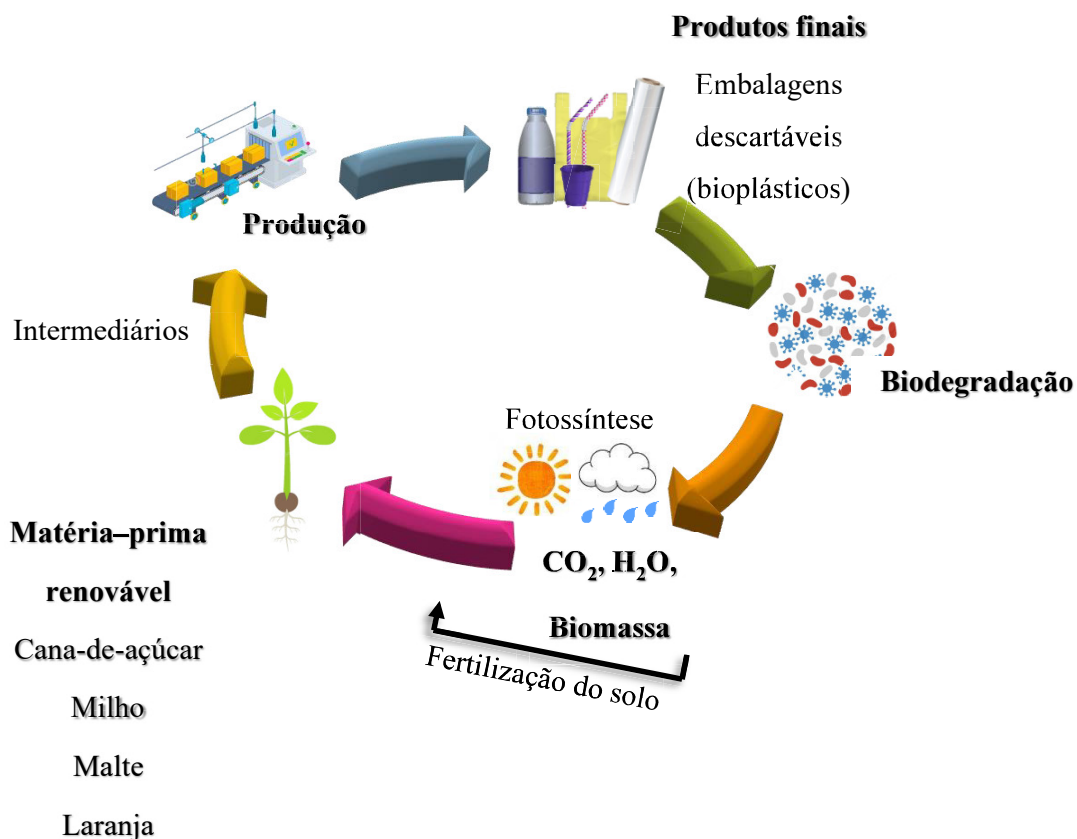 Produtos finais
Embalagens
descartáveis
(bioplásticos)
Produção
Intermediários
Biodegradação
Fotossíntese
CO₂, H₂O,
Biomassa
Fertilização do solo
Matéria–prima
renovável
Cana-de-açúcar
Milho
Malte
Laranja